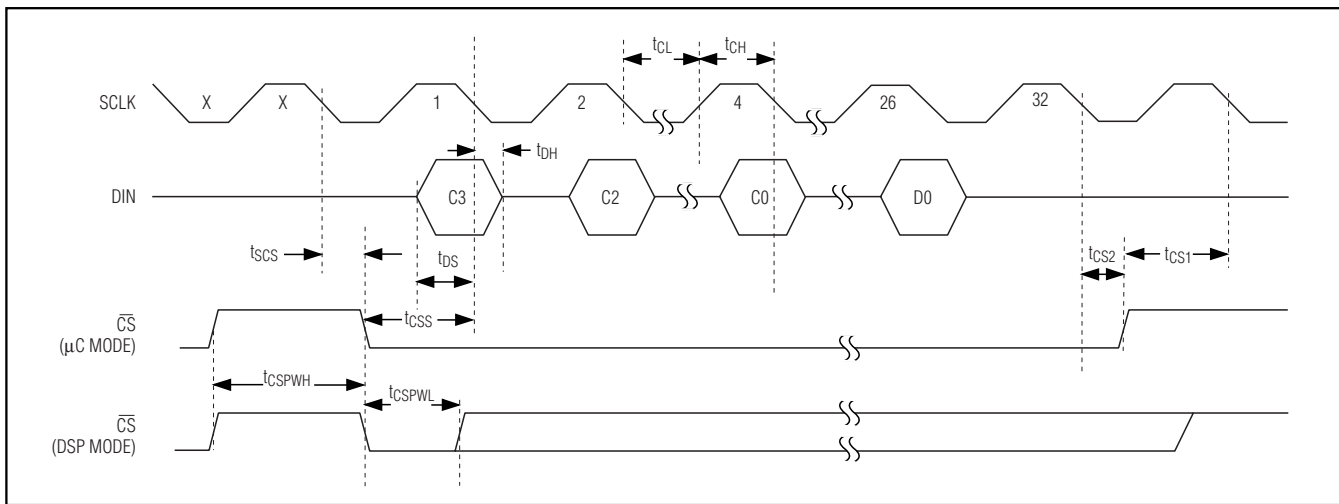 tCL tCH
SCLK X X 1 2 4 26 32
tDH
DIN C3 C2 C0 D0
tSCS tDS tCS2 tCS1
tCSS
CS
(µC MODE)
tCSPWH tCSPWL
CS
(DSP MODE)